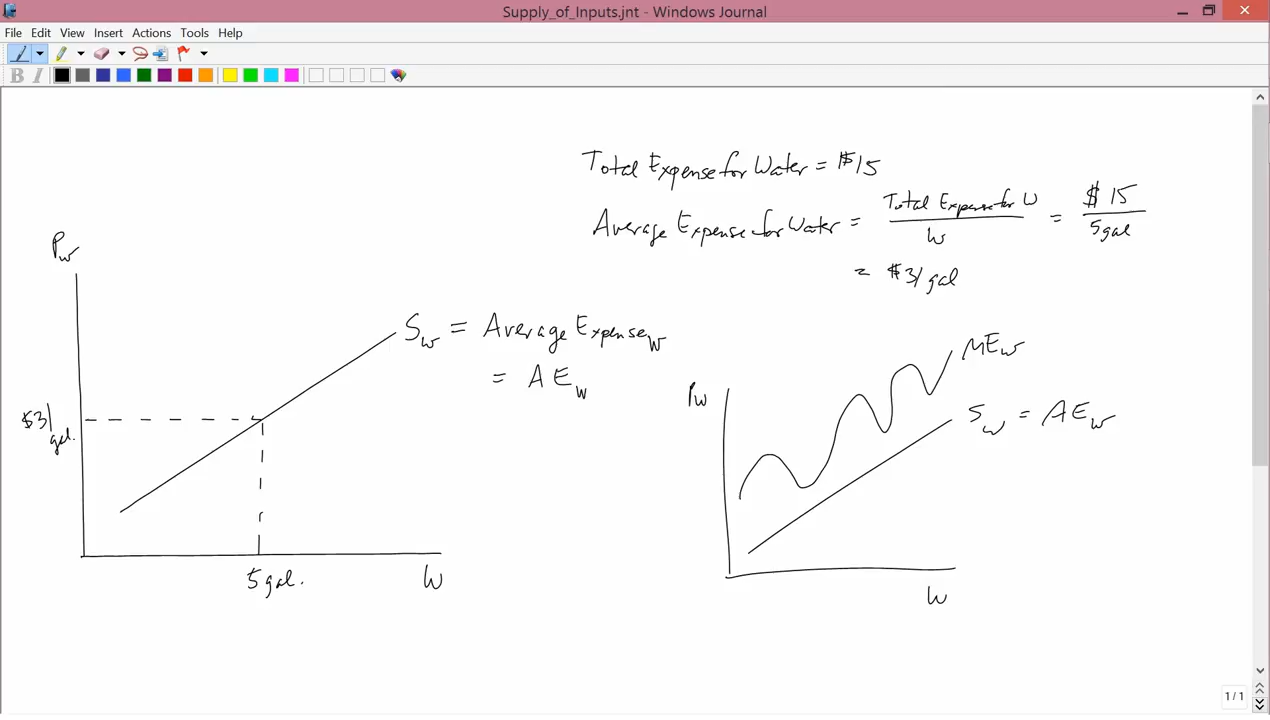 Supply_of_Inputs.jnt - Windows Journal
File Edit View Insert Actions Tools Help
B I
Total Expense for Water = $15
Average Expense for Water = Total Expense for W / W = $15 / 5gal
= $3/gal
Pw
Sw = Average Expensew
= AEw
$3/gal.
5 gal.
W
Pw
MEw
Sw = AEw
W
1 / 1